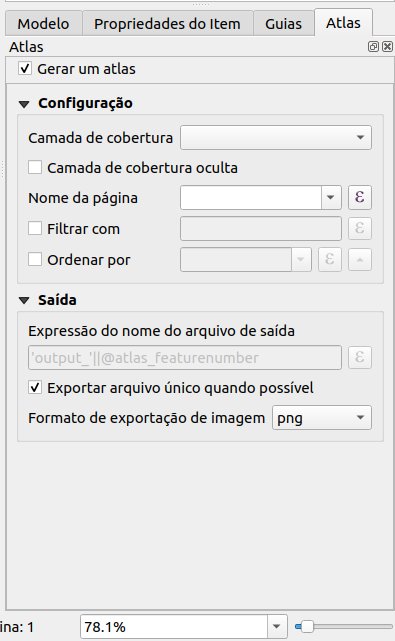 Modelo Propriedades do Item Guias Atlas
Atlas
Gerar um atlas
Configuração
Camada de cobertura
Camada de cobertura oculta
Nome da página ε
Filtrar com ε
Ordenar por ε
Saída
Expressão do nome do arquivo de saída
'output_'||@atlas_featurenumber ε
Exportar arquivo único quando possível
Formato de exportação de imagem png
ina: 1 78.1%